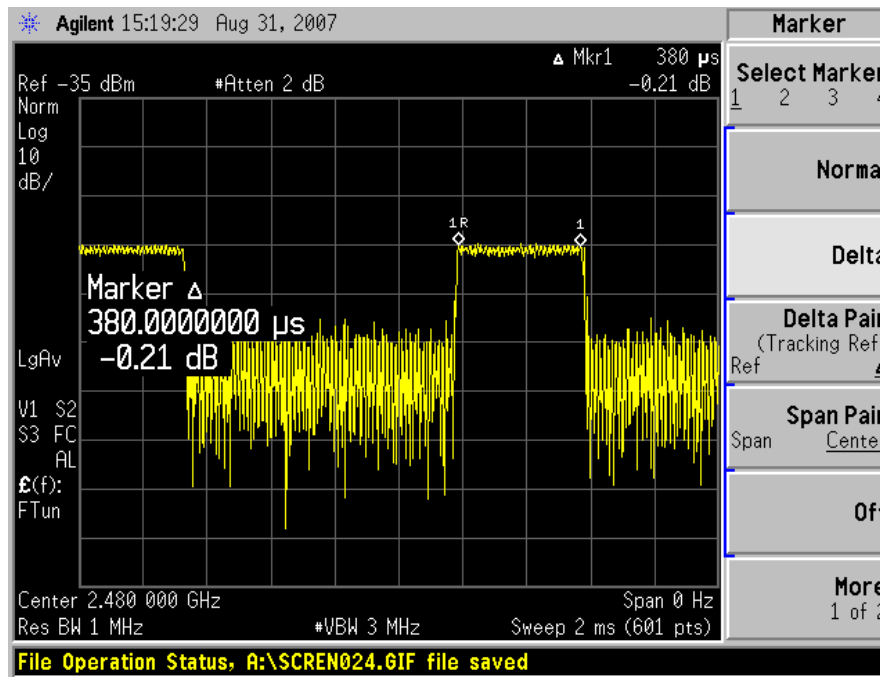 Agilent 15:19:29 Aug 31, 2007
Marker
Δ Mkr1 380 µs
Ref -35 dBm #Atten 2 dB -0.21 dB
Norm
Log
10
dB/
1R
1
Marker Δ
380.0000000 µs
-0.21 dB
LgAv
V1 S2
S3 FC
AL
£(f):
FTun
Center 2.480 000 GHz Span 0 Hz
Res BW 1 MHz #VBW 3 MHz Sweep 2 ms (601 pts)
File Operation Status, A:\SCREN024.GIF file saved
Select Marker
1 2 3 4
Norma
Delta
Delta Pair
(Tracking Ref
Ref
Span Pair
Span Center
Off
More
1 of 2